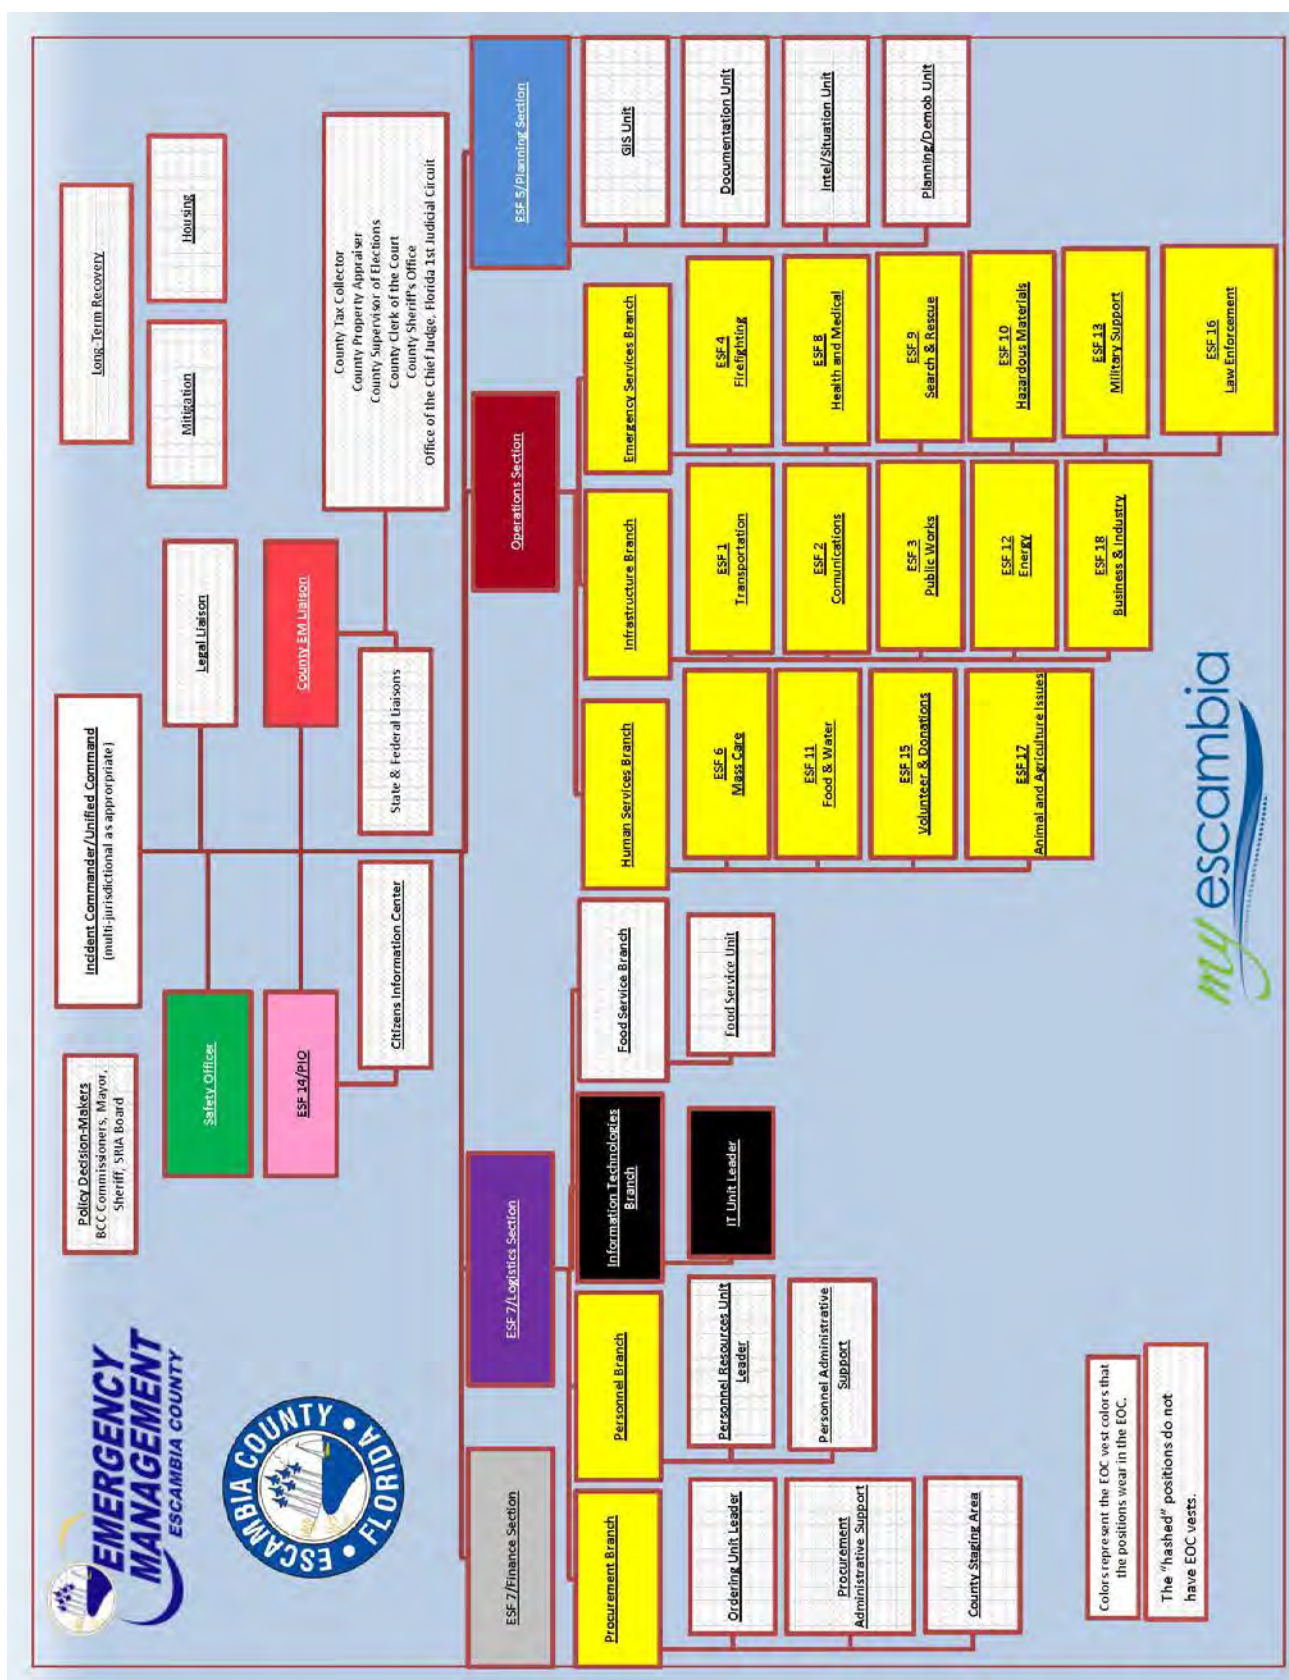 EMERGENCY
MANAGEMENT
ESCAMBIA COUNTY
ESCAMBIA COUNTY
FLORIDA
Policy Decision-Makers
BCC Commissioners, Mayor,
Sheriff, SRIA Board
Incident Commander/Unified Command
(multi-jurisdictional as appropriate)
Long-Term Recovery
Mitigation
Housing
Safety Officer
Legal Liaison
ESF 14/PIO
County EM Liaison
Citizens Information Center
State & Federal Liaisons
County Tax Collector
County Property Appraiser
County Supervisor of Elections
County Clerk of the Court
County Sheriff's Office
Office of the Chief Judge, Florida 1st Judicial Circuit
ESF 7/Finance Section
ESF 7/Logistics Section
Operations Section
ESF 5/Planning Section
Procurement Branch
Ordering Unit Leader
Procurement
Administrative Support
County Staging Area
Personnel Branch
Personnel Resources Unit
Leader
Personnel Administrative
Support
Information Technologies
Branch
IT Unit Leader
Food Service Branch
Food Service Unit
Human Services Branch
ESF 6
Mass Care
ESF 11
Food & Water
ESF 15
Volunteer & Donations
ESF 17
Animal and Agriculture Issues
Infrastructure Branch
ESF 1
Transportation
ESF 2
Comunications
ESF 3
Public Works
ESF 12
Energy
ESF 18
Business & Industry
Emergency Services Branch
ESF 4
Firefighting
ESF 8
Health and Medical
ESF 9
Search & Rescue
ESF 10
Hazardous Materials
ESF 13
Military Support
ESF 16
Law Enforcement
GIS Unit
Documentation Unit
Intel/Situation Unit
Planning/Demob Unit
Colors represent the EOC vest colors that
the positions wear in the EOC.
The "hashed" positions do not
have EOC vests.
my escambia